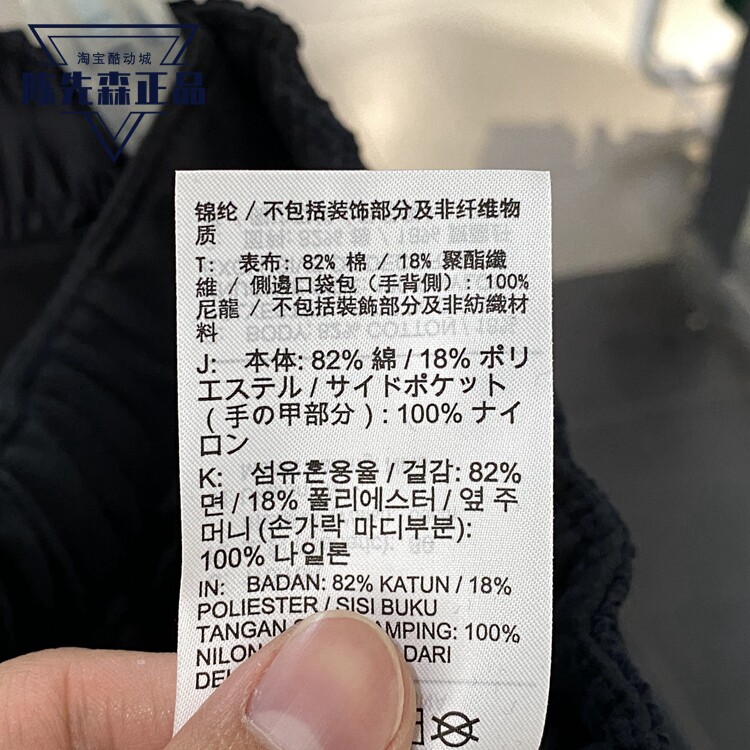 淘宝酷动城
陈先森正品
锦纶 / 不包括装饰部分及非纤维物
质
T: 表布: 82% 棉 / 18% 聚酯纖
維 / 側邊口袋包（手背側）: 100%
尼龍 / 不包括裝飾部分及非紡織材
料
J: 本体: 82% 綿 / 18% ポリ
エステル / サイドポケット
( 手の甲部分 ) : 100% ナイ
ロン
K: 섬유혼용율 / 겉감: 82%
면 / 18% 폴리에스터 / 옆 주
머니 (손가락 마디부분):
100% 나일론
IN: BADAN: 82% KATUN / 18%
POLIESTER / SISI BUKU
TANGAN AMPING: 100%
NILON DARI